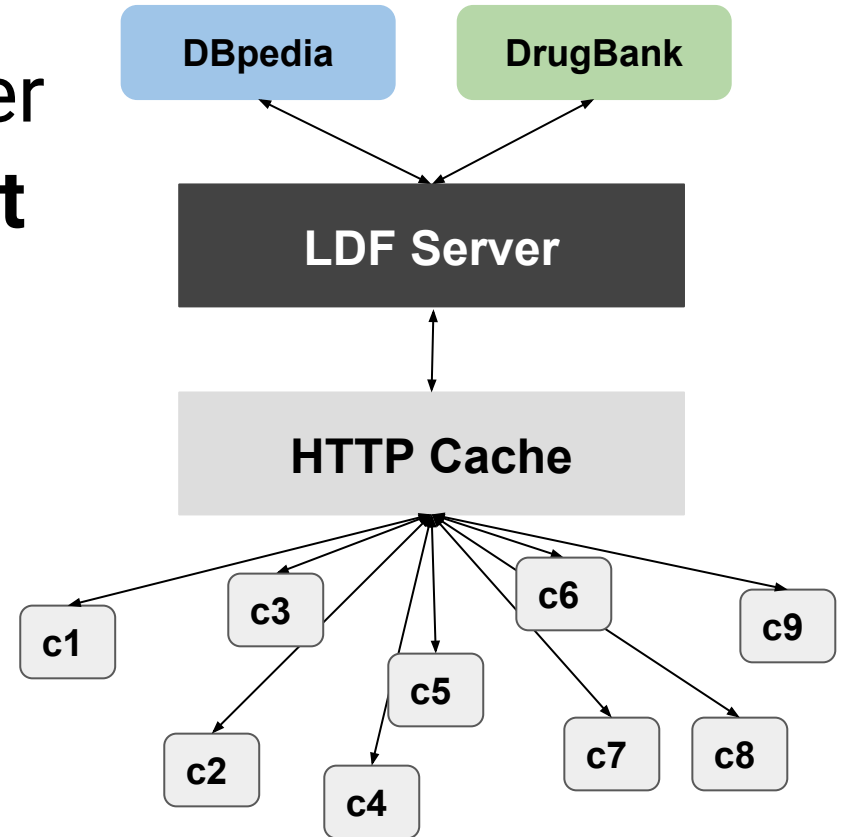 er
t
DBpedia
DrugBank
LDF Server
HTTP Cache
c1
c3
c6
c9
c5
c2
c4
c7
c8